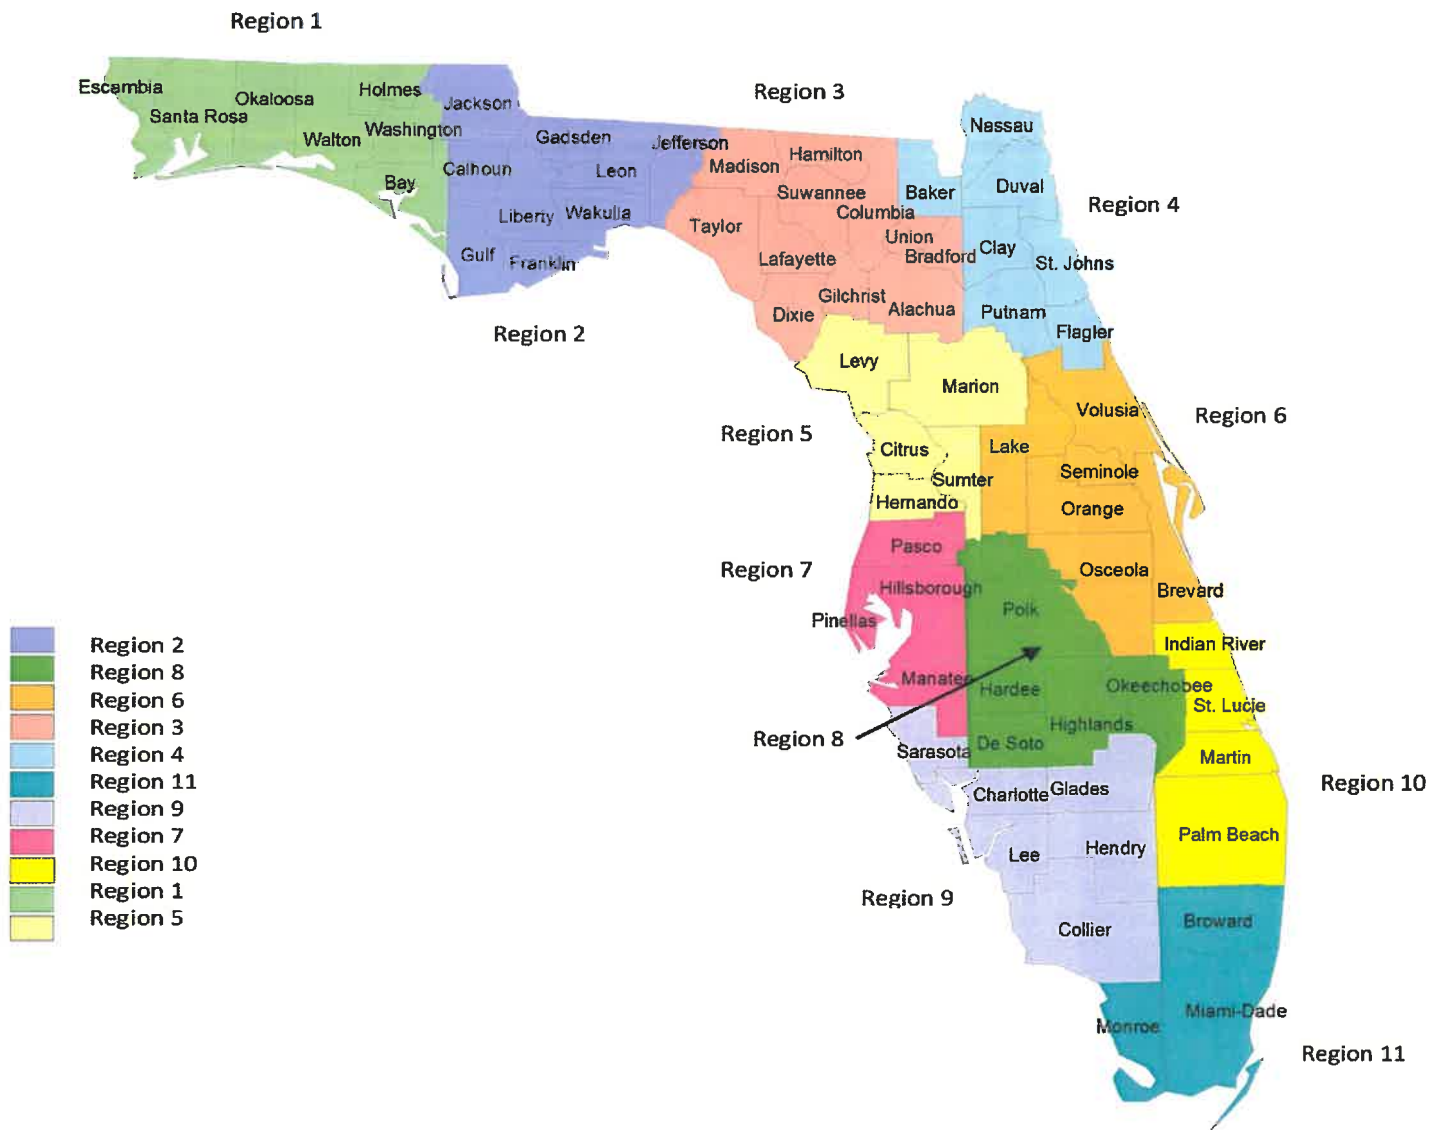 Region 1
Region 3
Escambia
Santa Rosa
Okaloosa
Holmes
Walton
Washington
Bay
Jackson
Gadsden
Jefferson
Calhoun
Leon
Liberty
Wakulla
Gulf
Franklin
Region 2
Madison
Hamilton
Suwannee
Columbia
Taylor
Union
Bradford
Lafayette
Gilchrist
Alachua
Dixie
Nassau
Baker
Duval
Region 4
Clay
St. Johns
Putnam
Flagler
Levy
Marion
Region 5
Citrus
Sumter
Hernando
Volusia
Region 6
Lake
Seminole
Orange
Osceola
Brevard
Pasco
Region 7
Hillsborough
Pinellas
Manatee
Polk
Hardee
Okeechobee
Highlands
De Soto
Region 8
Indian River
St. Lucie
Martin
Region 10
Palm Beach
Sarasota
Charlotte
Glades
Lee
Hendry
Region 9
Collier
Broward
Miami-Dade
Monroe
Region 11
Region 2
Region 8
Region 6
Region 3
Region 4
Region 11
Region 9
Region 7
Region 10
Region 1
Region 5